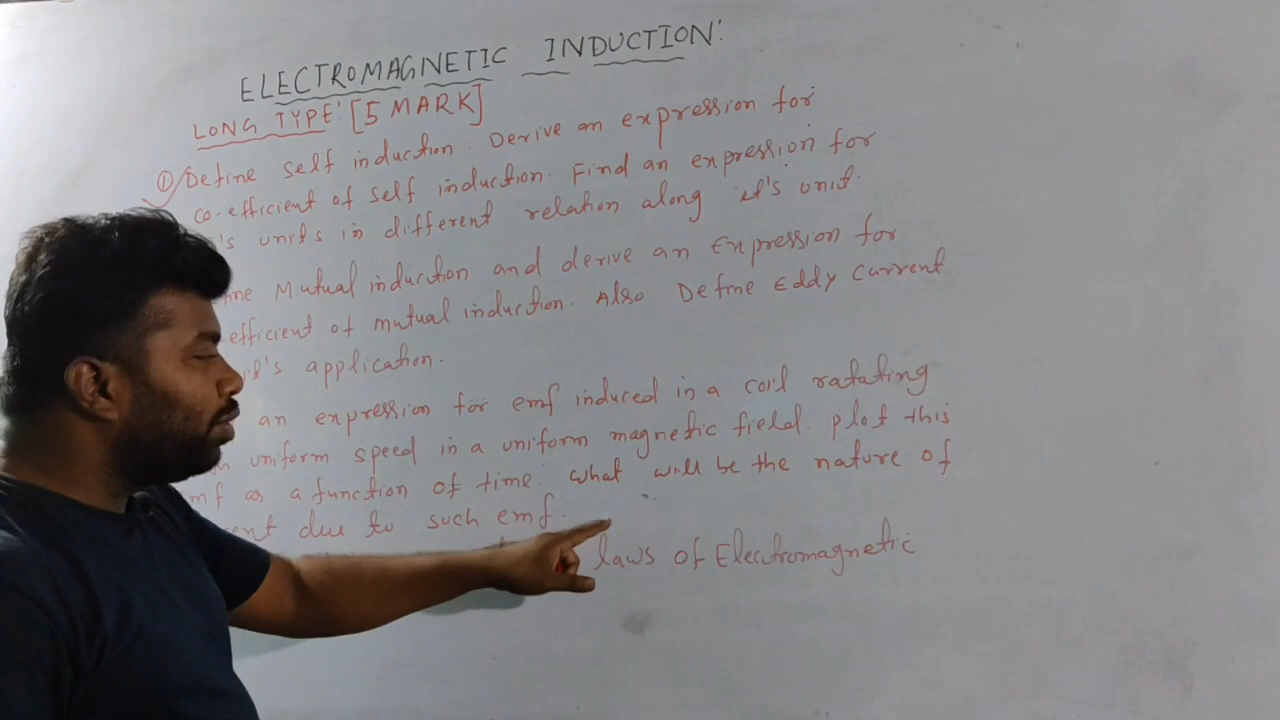 ELECTROMAGNETIC INDUCTION:
LONG TYPE: [5 MARK]
① Define self induction. Derive an expression for
co-efficient of self induction. Find an expression for
's units in different relation along it's unit.
Mutual induction and derive an Expression for
efficient of mutual induction. Also Define Eddy Current
it's application.
an expression for emf induced in a coil ratating
uniform speed in a uniform magnetic field. plot this
mf as a function of time. what will be the nature of
ent due to such emf.
laws of Electromagnetic